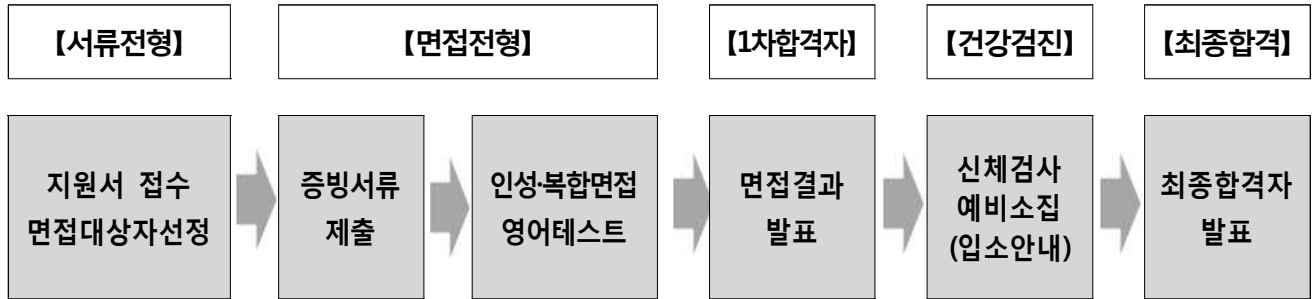 【서류전형】
【면접전형】
【1차합격자】
【건강검진】
【최종합격】
지원서 접수
면접대상자선정
증빙서류
제출
인성·복합면접
영어테스트
면접결과
발표
신체검사
예비소집
(입소안내)
최종합격자
발표